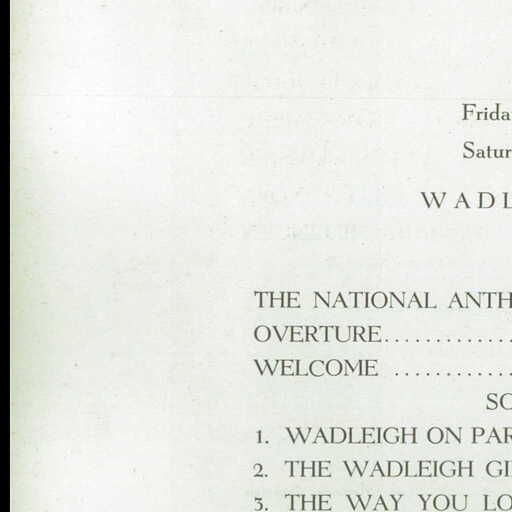 Frida
Satur
WADL
THE NATIONAL ANTH
OVERTURE.............
WELCOME ............
SO
1. WADLEIGH ON PAR
2. THE WADLEIGH GI
3. THE WAY YOU LO